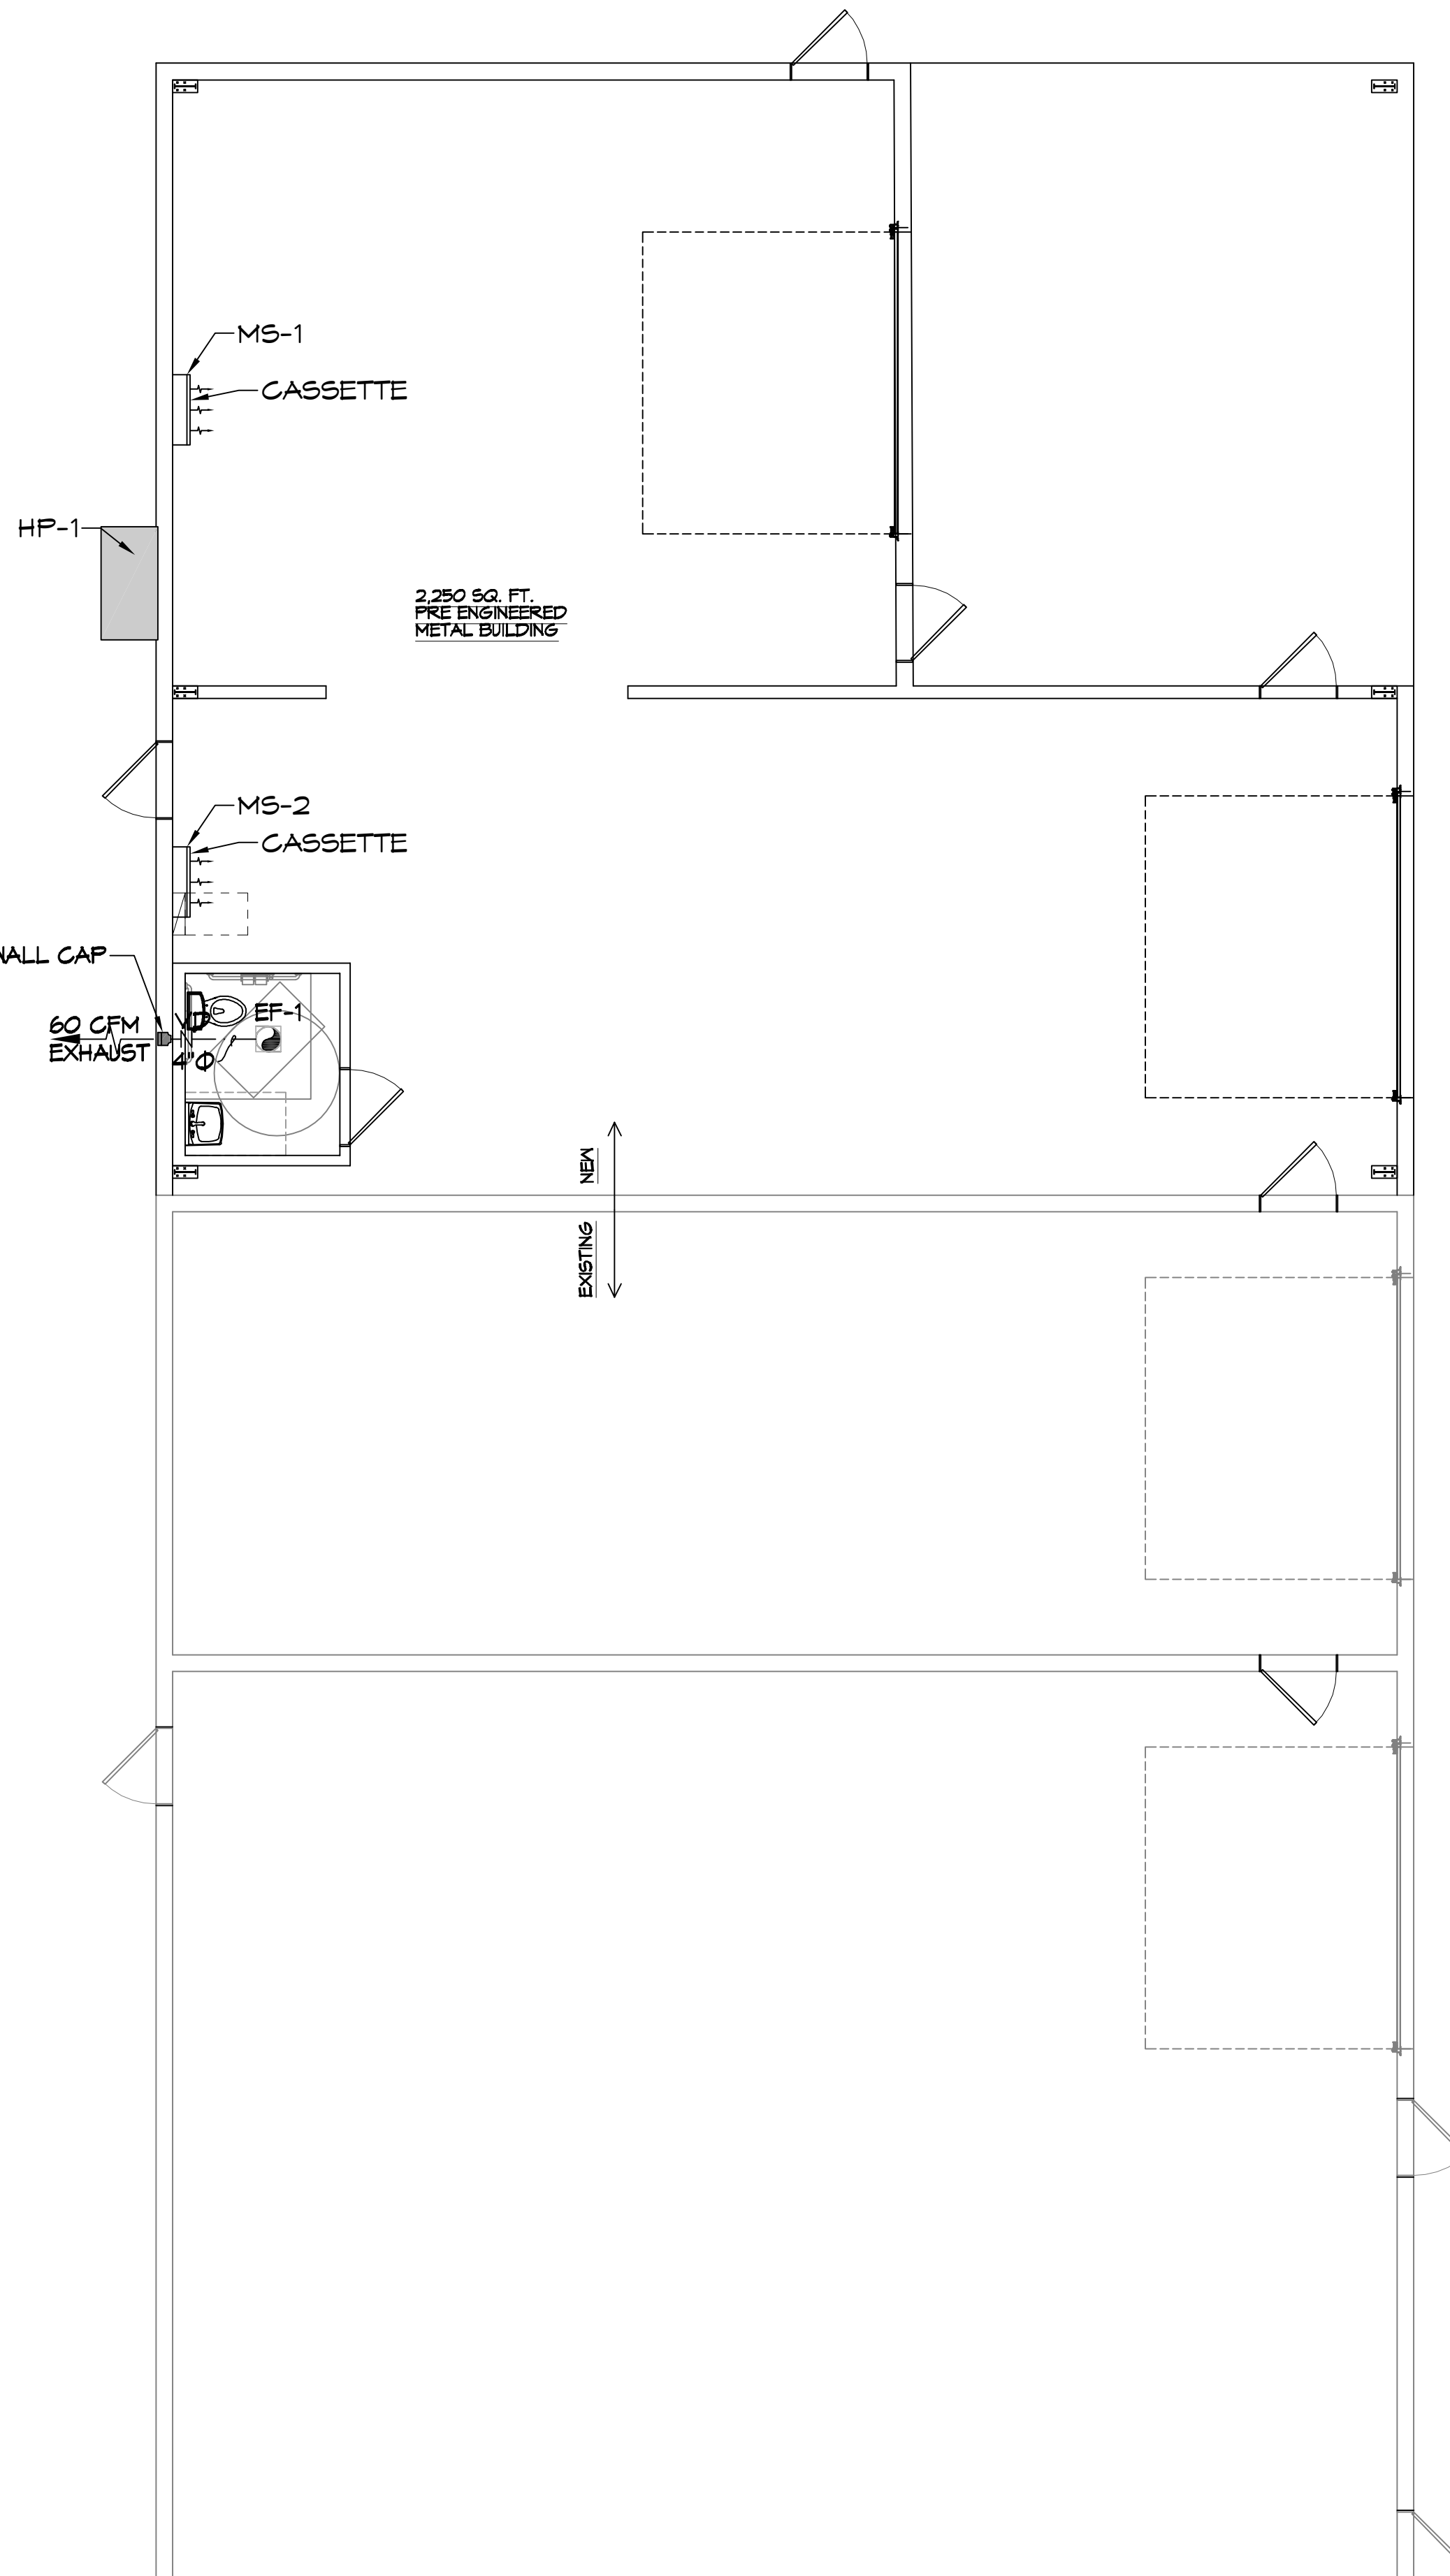 MS-1
CASSETTE
HP-1
2,250 SQ. FT.
PRE ENGINEERED
METAL BUILDING
MS-2
CASSETTE
WALL CAP
EF-1
60 CFM
EXHAUST
VD
4"Ø
NEW
EXISTING